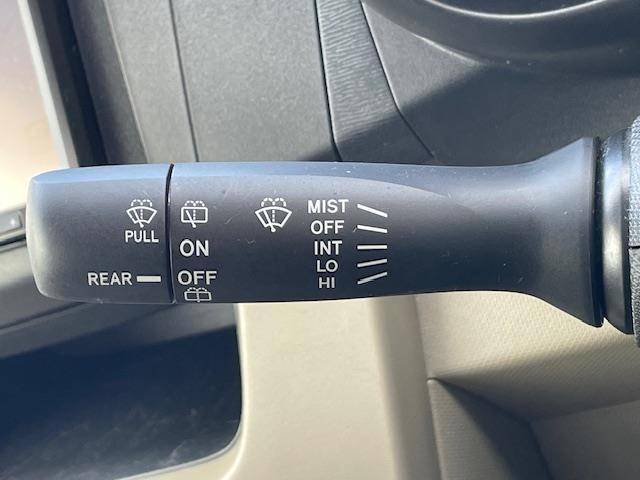 PULL
REAR
ON
OFF
MIST
OFF
INT
LO
HI